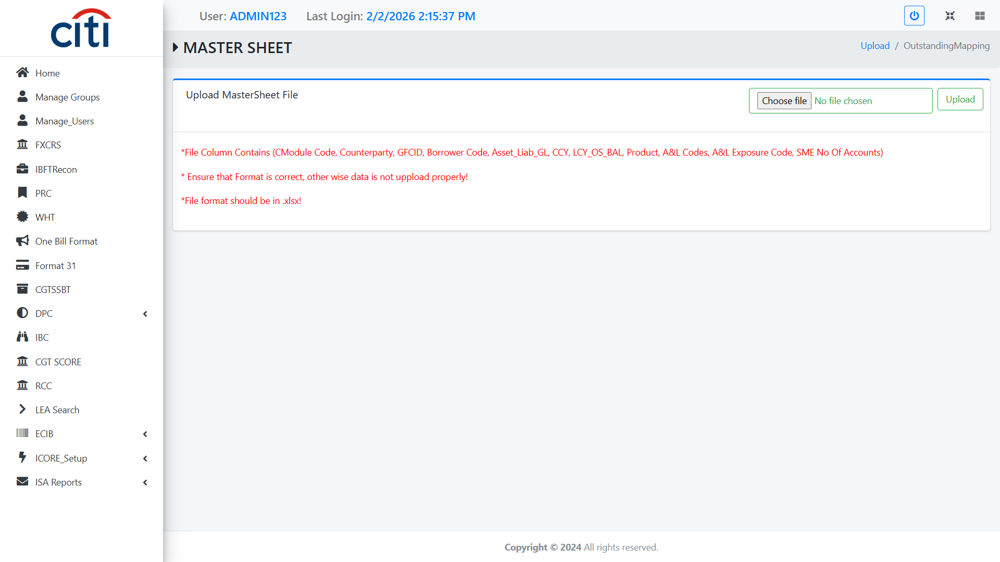 citi
User: ADMIN123 Last Login: 2/2/2026 2:15:37 PM
MASTER SHEET
Upload / OutstandingMapping
Home
Manage Groups
Manage_Users
FXCRS
IBFTRecon
PRC
WHT
One Bill Format
Format 31
CGTSSBT
DPC
IBC
CGT SCORE
RCC
LEA Search
ECIB
ICORE_Setup
ISA Reports
Upload MasterSheet File
Choose file No file chosen
Upload
*File Column Contains (CModule Code, Counterparty, GFCID, Borrower Code, Asset_Liab_GL, CCY, LCY_OS_BAL, Product, A&L Codes, A&L Exposure Code, SME No Of Accounts)
* Ensure that Format is correct, other wise data is not uppload properly!
*File format should be in .xlsx!
Copyright © 2024 All rights reserved.